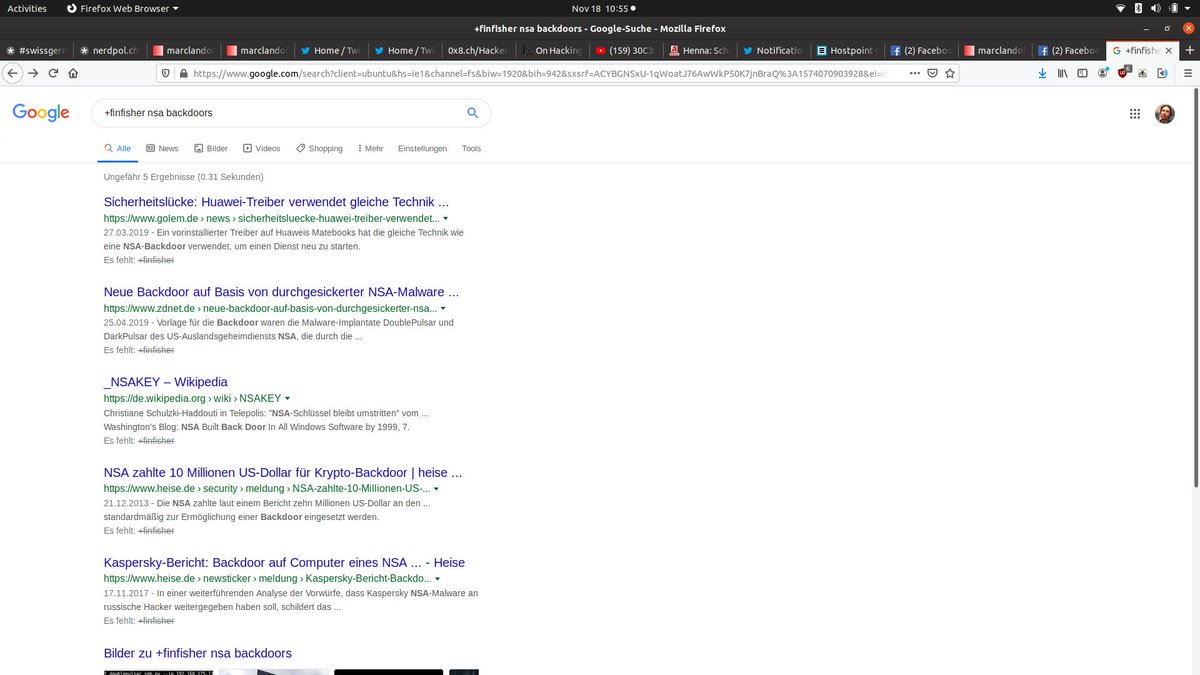 Activities Firefox Web Browser Nov 18 10:55
+finfisher nsa backdoors - Google-Suche - Mozilla Firefox
#swissgern nerdpol.ch marclandol marclandol Home / Twi Home / Twi 0x8.ch/Hacker On Hacking (159) 30C3 Henna: Sch Notificatio Hostpoint (2) Faceboo marclandol (2) Faceboo +finfishe
https://www.google.com/search?client=ubuntu&hs=ie1&channel=fs&biw=1920&bih=942&sxsrf=ACYBGNSxU-1qWoatJ76AwWkP50K7jnBraQ%3A1574070903928&ei=
Google +finfisher nsa backdoors
Alle News Bilder Videos Shopping Mehr Einstellungen Tools
Ungefähr 5 Ergebnisse (0.31 Sekunden)
Sicherheitslücke: Huawei-Treiber verwendet gleiche Technik ...
https://www.golem.de › news › sicherheitsluecke-huawei-treiber-verwendet...
27.03.2019 - Ein vorinstallierter Treiber auf Huaweis Matebooks hat die gleiche Technik wie
eine NSA-Backdoor verwendet, um einen Dienst neu zu starten.
Es fehlt: +finfisher
Neue Backdoor auf Basis von durchgesickerter NSA-Malware ...
https://www.zdnet.de › neue-backdoor-auf-basis-von-durchgesickerter-nsa...
25.04.2019 - Vorlage für die Backdoor waren die Malware-Implantate DoublePulsar und
DarkPulsar des US-Auslandsgeheimdiensts NSA, die durch die ...
Es fehlt: +finfisher
_NSAKEY – Wikipedia
https://de.wikipedia.org › wiki › NSAKEY
Christiane Schulzki-Haddouti in Telepolis: "NSA-Schlüssel bleibt umstritten" vom ...
Washington's Blog: NSA Built Back Door In All Windows Software by 1999, 7.
Es fehlt: +finfisher
NSA zahlte 10 Millionen US-Dollar für Krypto-Backdoor | heise ...
https://www.heise.de › security › meldung › NSA-zahlte-10-Millionen-US-...
21.12.2013 - Die NSA zahlte laut einem Bericht zehn Millionen US-Dollar an den ...
standardmäßig zur Ermöglichung einer Backdoor eingesetzt werden.
Es fehlt: +finfisher
Kaspersky-Bericht: Backdoor auf Computer eines NSA ... - Heise
https://www.heise.de › newsticker › meldung › Kaspersky-Bericht-Backdo...
17.11.2017 - In einer weiterführenden Analyse der Vorwürfe, dass Kaspersky NSA-Malware an
russische Hacker weitergegeben haben soll, schildert das ...
Es fehlt: +finfisher
Bilder zu +finfisher nsa backdoors